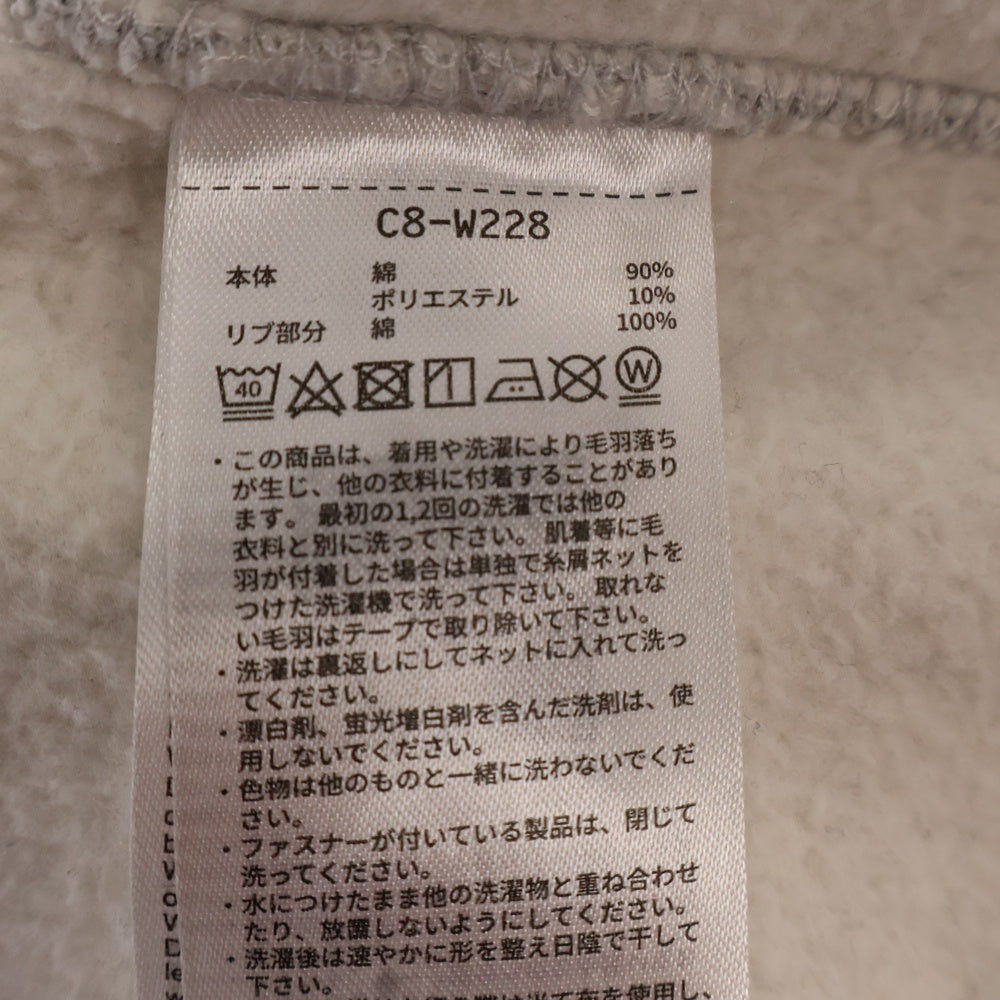 C8-W228
本体 綿 90%
ポリエステル 10%
リブ部分 綿 100%
40 W
・この商品は、着用や洗濯により毛羽落ち
が生じ、他の衣料に付着することがあり
ます。最初の1,2回の洗濯では他の
衣料と別に洗って下さい。肌着等に毛
羽が付着した場合は単独で糸屑ネットを
つけた洗濯機で洗って下さい。取れな
い毛羽はテープで取り除いて下さい。
・洗濯は裏返しにしてネットに入れて洗っ
てください。
・漂白剤、蛍光増白剤を含んだ洗剤は、使
用しないでください。
・色物は他のものと一緒に洗わないでくだ
さい。
・ファスナーが付いている製品は、閉じて
洗ってください。
・水につけたまま他の洗濯物と重ね合わせ
たり、放置しないようにしてください。
・洗濯後は速やかに形を整え日陰で干して
下さい。
は当て布を使用し、